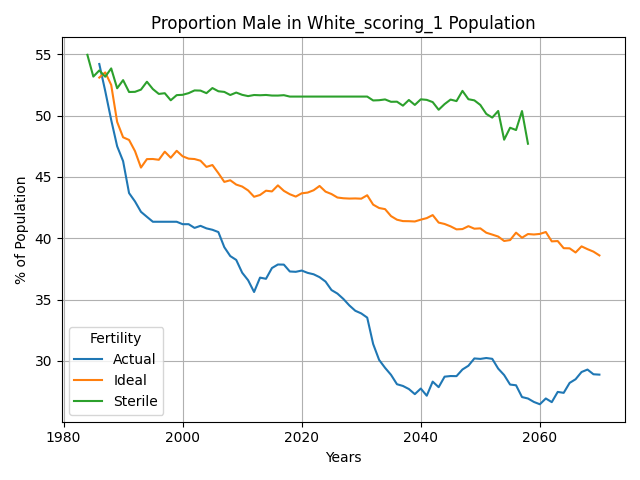 Proportion Male in White_scoring_1 Population
% of Population
55
50
45
40
35
30
Fertility
Actual
Ideal
Sterile
1980
2000
2020
2040
2060
Years